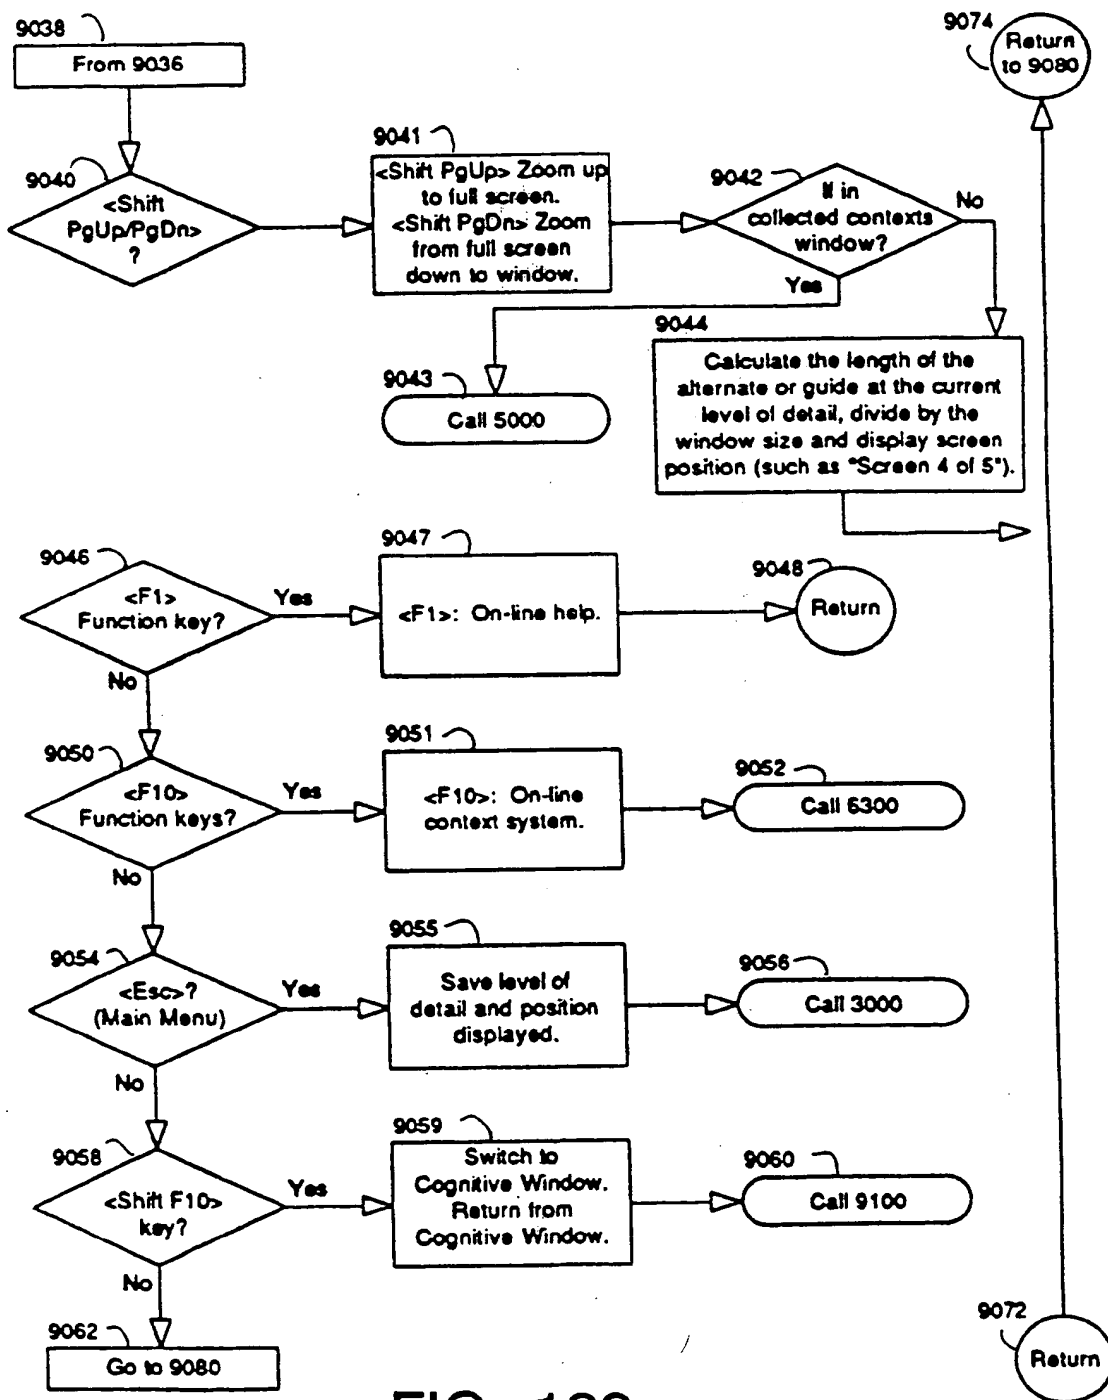 9038
From 9036
9074
Return
to 9080
9040
<Shift
PgUp/PgDn>
?
9041
<Shift PgUp> Zoom up
to full screen.
<Shift PgDn> Zoom
from full screen
down to window.
9042
If in
collected contexts
window?
No
Yes
9043
Call 5000
9044
Calculate the length of the
alternate or guide at the current
level of detail, divide by the
window size and display screen
position (such as "Screen 4 of 5").
9046
<F1>
Function key?
Yes
No
9047
<F1>: On-line help.
9048
Return
9050
<F10>
Function keys?
Yes
No
9051
<F10>: On-line
context system.
9052
Call 6300
9054
<Esc>?
(Main Menu)
Yes
No
9055
Save level of
detail and position
displayed.
9056
Call 3000
9058
<Shift F10>
key?
Yes
No
9059
Switch to
Cognitive Window.
Return from
Cognitive Window.
9060
Call 9100
9062
Go to 9080
9072
Return